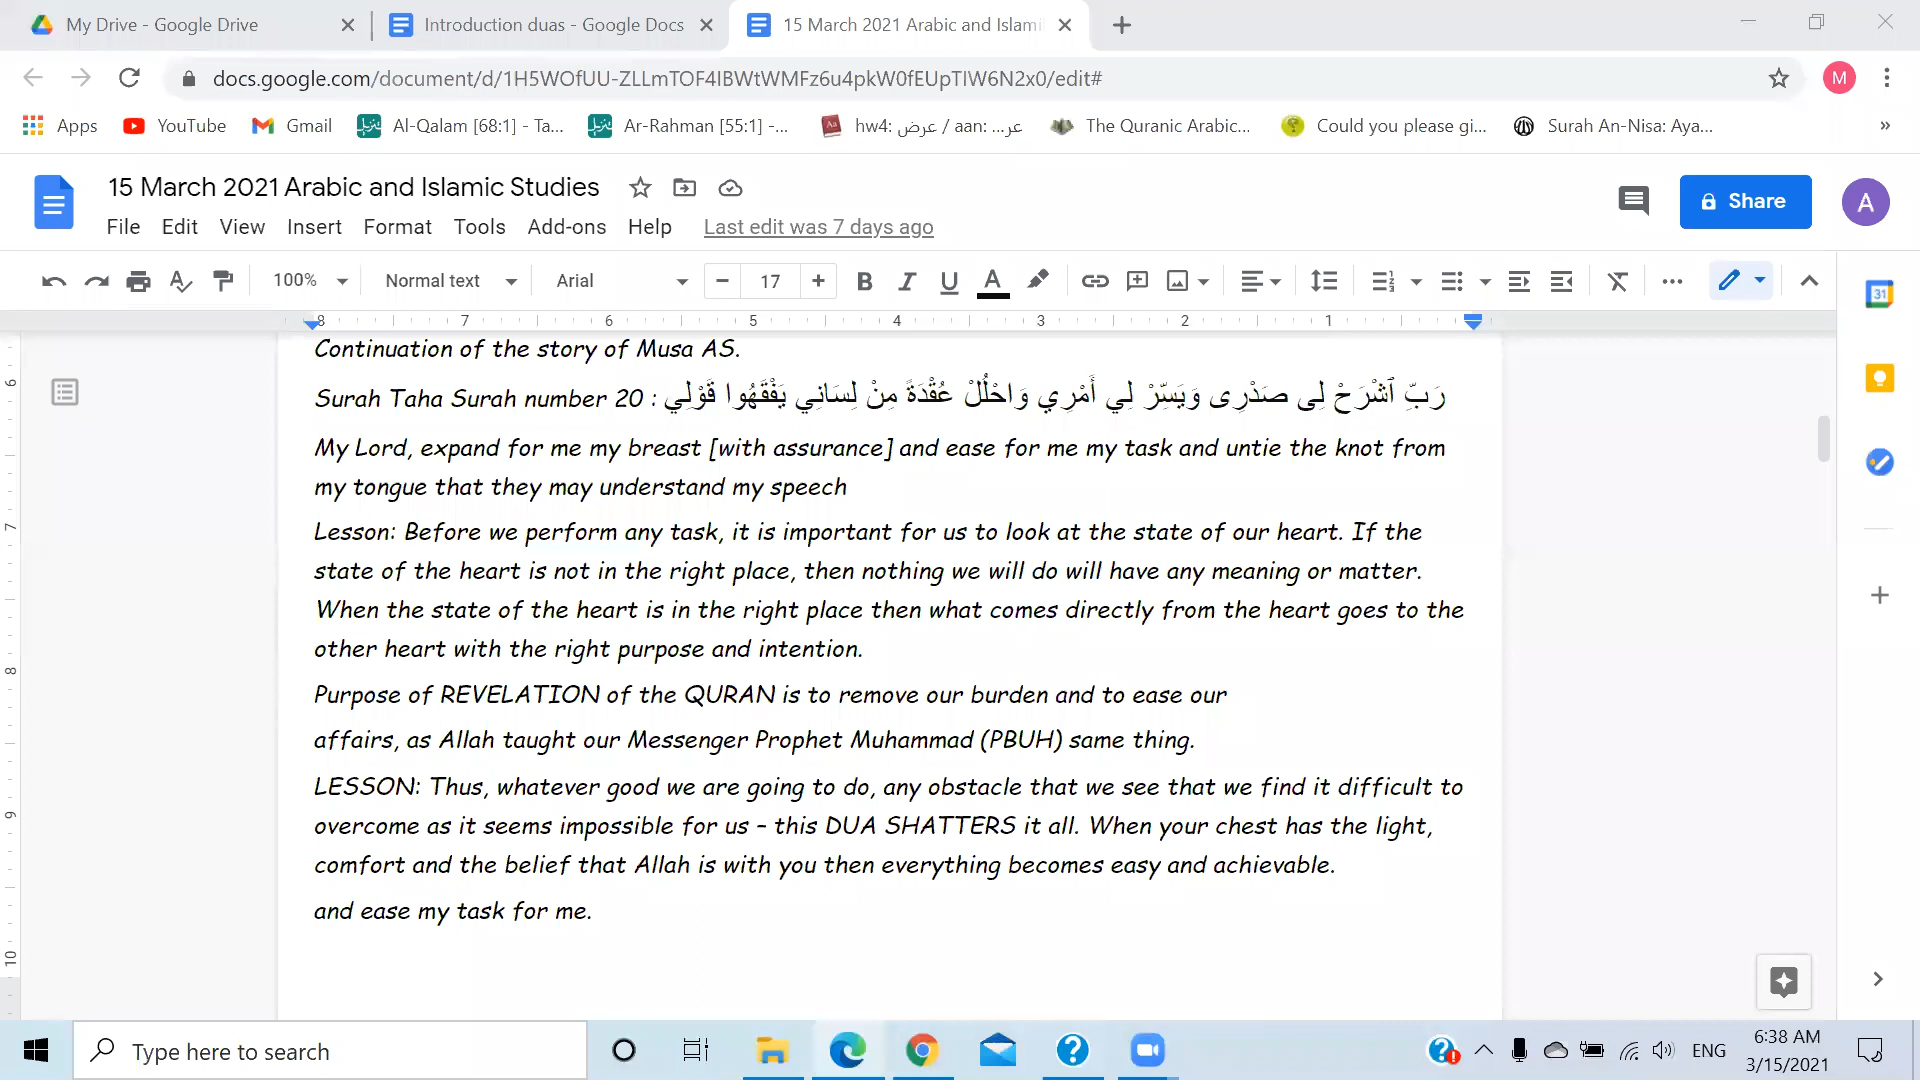 My Drive - Google Drive
Introduction duas - Google Docs
15 March 2021 Arabic and Islami
docs.google.com/document/d/1H5WOfUU-ZLLmTOF4IBWtWMFz6u4pkW0fEUpTIW6N2x0/edit#
M
Apps
YouTube
Gmail
Al-Qalam [68:1] - Ta...
Ar-Rahman [55:1] -...
hw4: عرض / aan: ...عر
The Quranic Arabic...
Could you please gi...
Surah An-Nisa: Aya...
»
15 March 2021 Arabic and Islamic Studies
Share
A
File Edit View Insert Format Tools Add-ons Help Last edit was 7 days ago
100% Normal text Arial - 17 + B I U A
31
8 7 6 5 4 3 2 1
6
7
8
9
10
Continuation of the story of Musa AS.
Surah Taha Surah number 20 : رَبِّ ٱشْرَحْ لِى صَدْرِى وَيَسِّرْ لِي أَمْرِي وَاحْلُلْ عُقْدَةً مِنْ لِسَانِي يَفْقَهُوا قَوْلِي
My Lord, expand for me my breast [with assurance] and ease for me my task and untie the knot from
my tongue that they may understand my speech
Lesson: Before we perform any task, it is important for us to look at the state of our heart. If the
state of the heart is not in the right place, then nothing we will do will have any meaning or matter.
When the state of the heart is in the right place then what comes directly from the heart goes to the
other heart with the right purpose and intention.
Purpose of REVELATION of the QURAN is to remove our burden and to ease our
affairs, as Allah taught our Messenger Prophet Muhammad (PBUH) same thing.
LESSON: Thus, whatever good we are going to do, any obstacle that we see that we find it difficult to
overcome as it seems impossible for us – this DUA SHATTERS it all. When your chest has the light,
comfort and the belief that Allah is with you then everything becomes easy and achievable.
and ease my task for me.
Type here to search
ENG
6:38 AM
3/15/2021